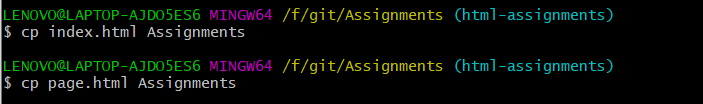 LENOVO@LAPTOP-AJDO5ES6 MINGW64 /f/git/Assignments (html-assignments)
$ cp index.html Assignments
LENOVO@LAPTOP-AJDO5ES6 MINGW64 /f/git/Assignments (html-assignments)
$ cp page.html Assignments